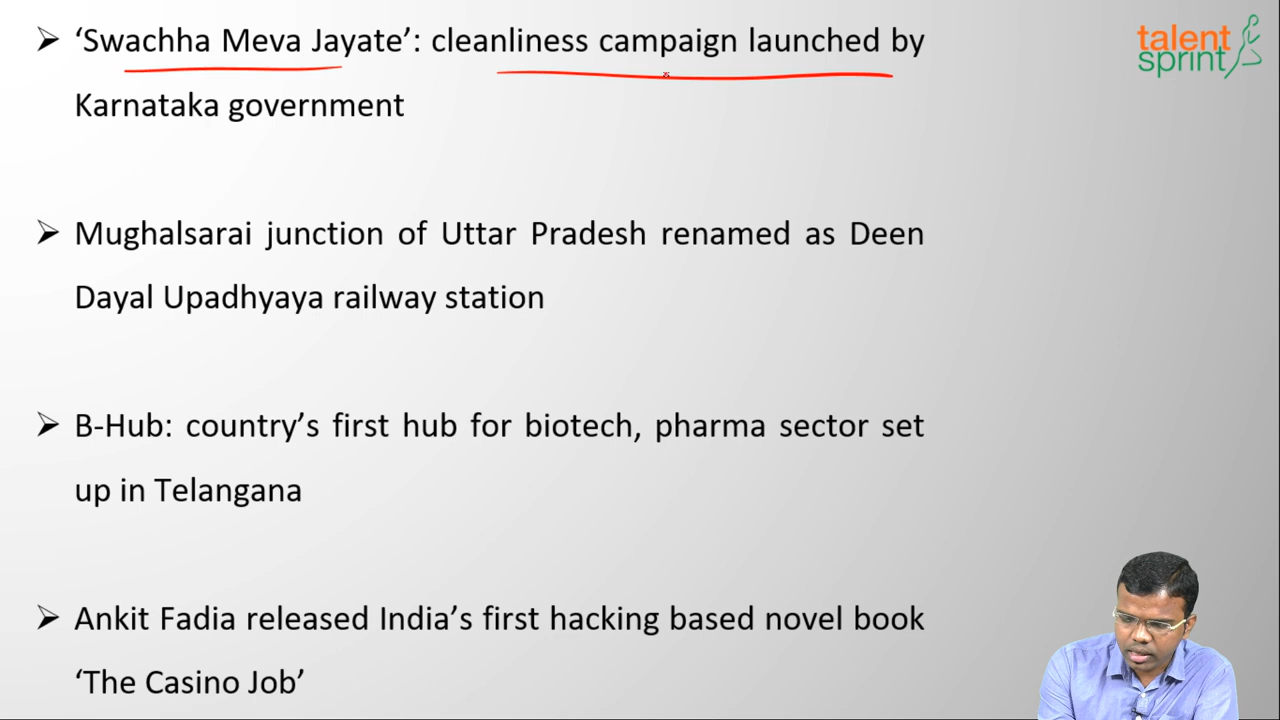 ‘Swachha Meva Jayate’: cleanliness campaign launched by
Karnataka government
Mughalsarai junction of Uttar Pradesh renamed as Deen
Dayal Upadhyaya railway station
B-Hub: country’s first hub for biotech, pharma sector set
up in Telangana
Ankit Fadia released India’s first hacking based novel book
‘The Casino Job’
talent
sprint